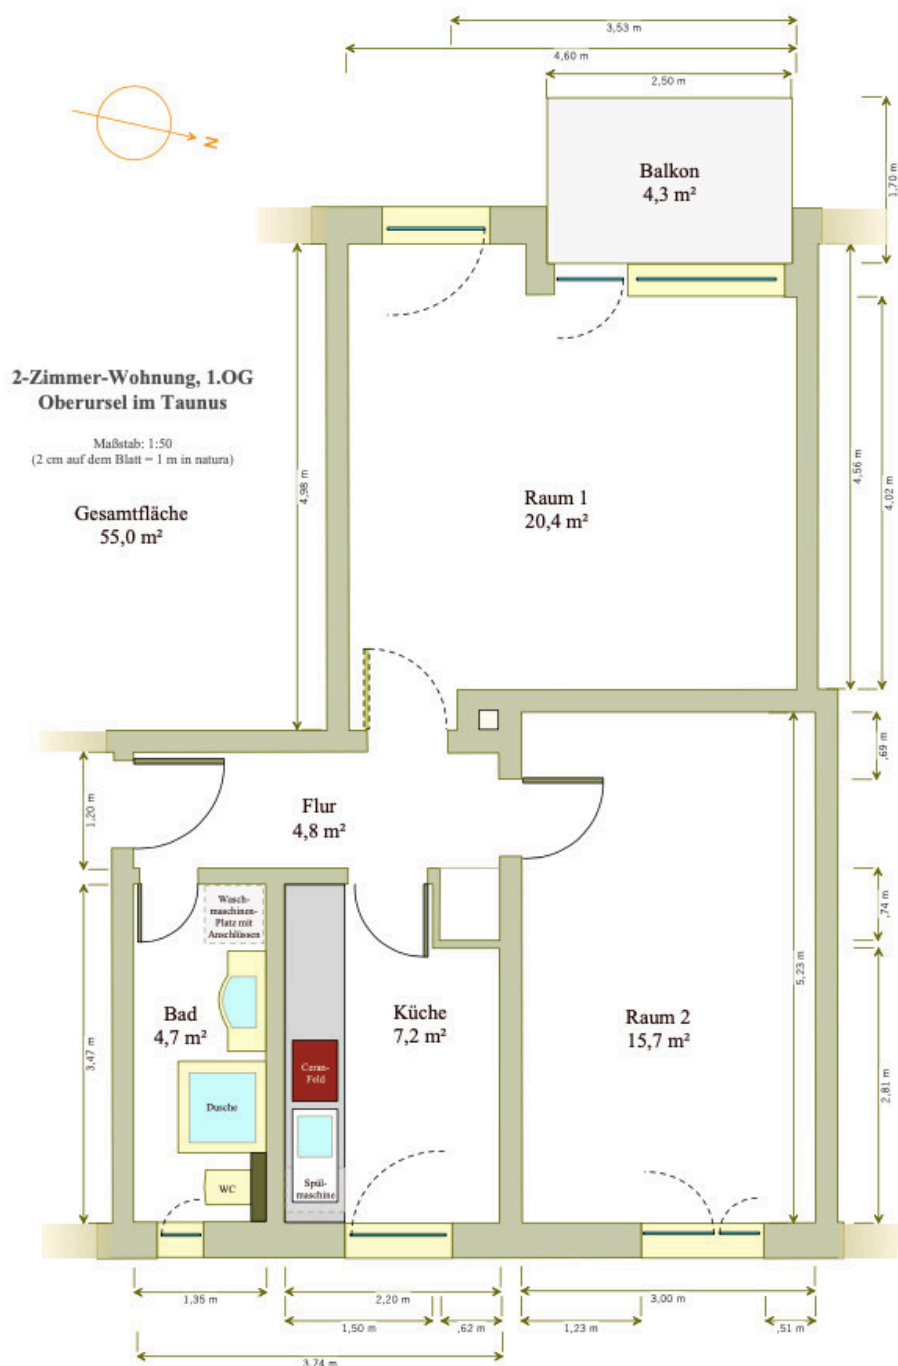 3,53 m
4,60 m
2,50 m
N
Balkon
4,3 m²
1,70 m
2-Zimmer-Wohnung, 1.OG
Oberursel im Taunus
Maßstab: 1:50
(2 cm auf dem Blatt = 1 m in natura)
Gesamtfläche
55,0 m²
4,98 m
Raum 1
20,4 m²
4,56 m
4,02 m
,69 m
1,20 m
Flur
4,8 m²
,74 m
Wasch-
maschinen-
Platz mit
Anschlüssen
Bad
4,7 m²
Küche
7,2 m²
Raum 2
15,7 m²
5,23 m
3,47 m
2,81 m
Ceran-
Feld
Dusche
WC
Spül-
maschine
1,35 m
2,20 m
3,00 m
1,50 m
,62 m
1,23 m
,51 m
3,74 m